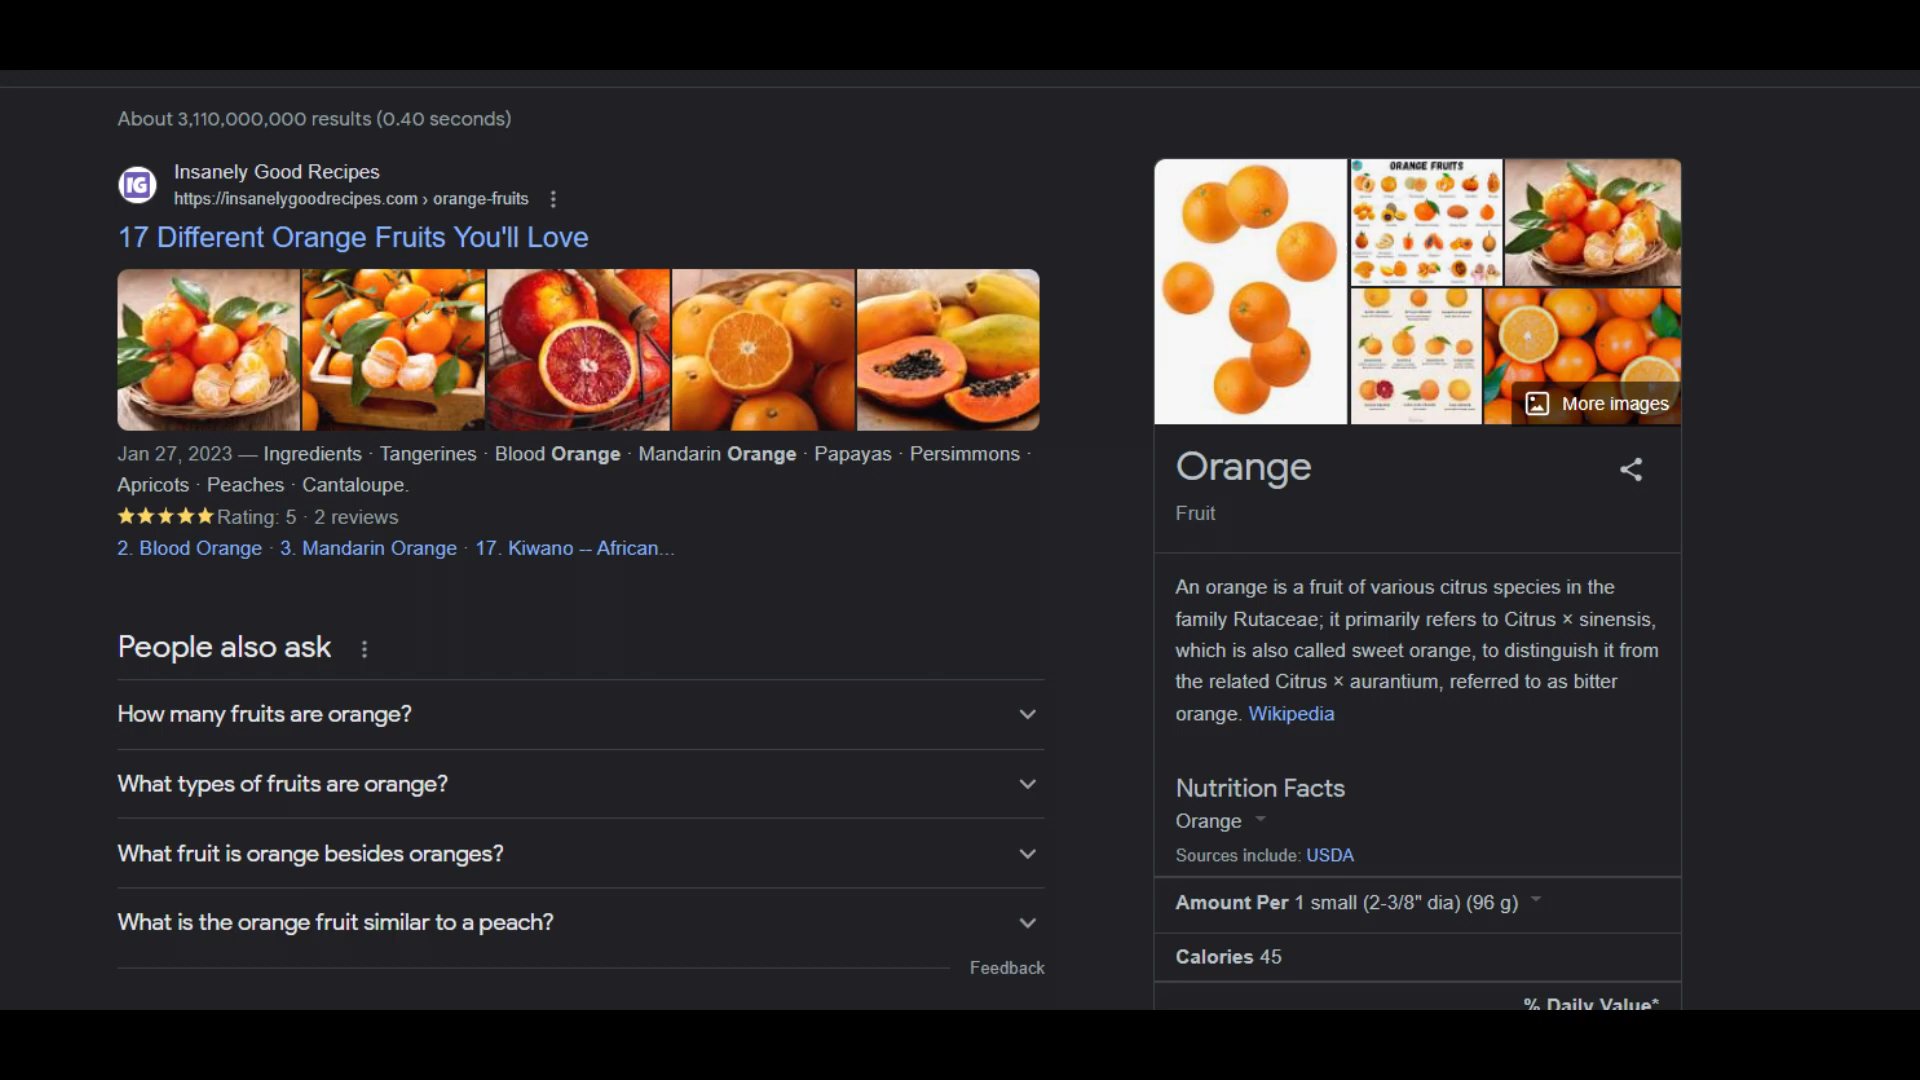 About 3,110,000,000 results (0.40 seconds)
IG
Insanely Good Recipes
https://insanelygoodrecipes.com › orange-fruits
17 Different Orange Fruits You'll Love
Jan 27, 2023 — Ingredients · Tangerines · Blood Orange · Mandarin Orange · Papayas · Persimmons ·
Apricots · Peaches · Cantaloupe.
Rating: 5 · 2 reviews
2. Blood Orange · 3. Mandarin Orange · 17. Kiwano -- African...
People also ask
How many fruits are orange?
What types of fruits are orange?
What fruit is orange besides oranges?
What is the orange fruit similar to a peach?
Feedback
ORANGE FRUITS
More images
Orange
Fruit
An orange is a fruit of various citrus species in the
family Rutaceae; it primarily refers to Citrus × sinensis,
which is also called sweet orange, to distinguish it from
the related Citrus × aurantium, referred to as bitter
orange. Wikipedia
Nutrition Facts
Orange
Sources include: USDA
Amount Per 1 small (2-3/8" dia) (96 g)
Calories 45
% Daily Value*